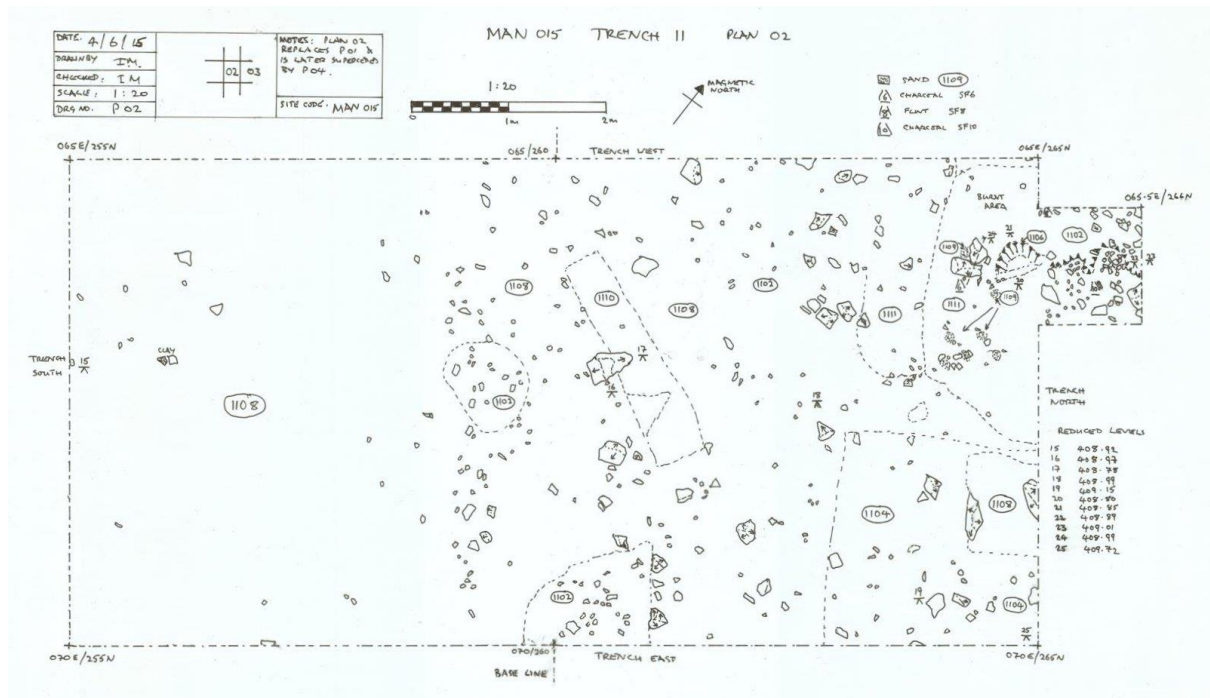 MAN 015 TRENCH 11 PLAN 02
DATE: 4/6/15
DRAWN BY I.M.
CHECKED: I M
SCALE: 1:20
DRG NO. P 02
02 03
NOTES: PLAN 02
REPLACES P01 &
IS LATER SUPERCEDED
BY P04.
SITE CODE: MAN 015
1:20
0 1m 2m
MAGNETIC
NORTH
SAND 1109
CHARCOAL SF6
FLINT SF8
CHARCOAL SF10
065E/255N
065/260
TRENCH WEST
065E/265N
065.5E/266N
BURNT
AREA
21
1106
1102
1109
1108
1110
1108
1102
1111
1111
1109
17
16
CLAY
15
TRENCH
SOUTH
1108
1102
18
TRENCH
NORTH
REDUCED LEVELS
15 408.92
16 408.97
17 408.78
18 408.99
19 409.15
20 408.80
21 408.85
22 408.89
23 409.01
24 408.99
25 409.72
1104
1108
1102
19
1104
25
070E/255N
070/260
TRENCH EAST
070E/265N
BASE LINE